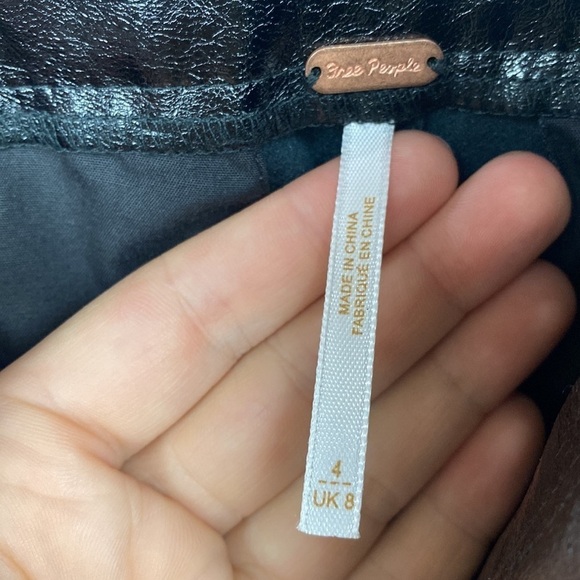 Free People
MADE IN CHINA
FABRIQUÉ EN CHINE
4
UK 8